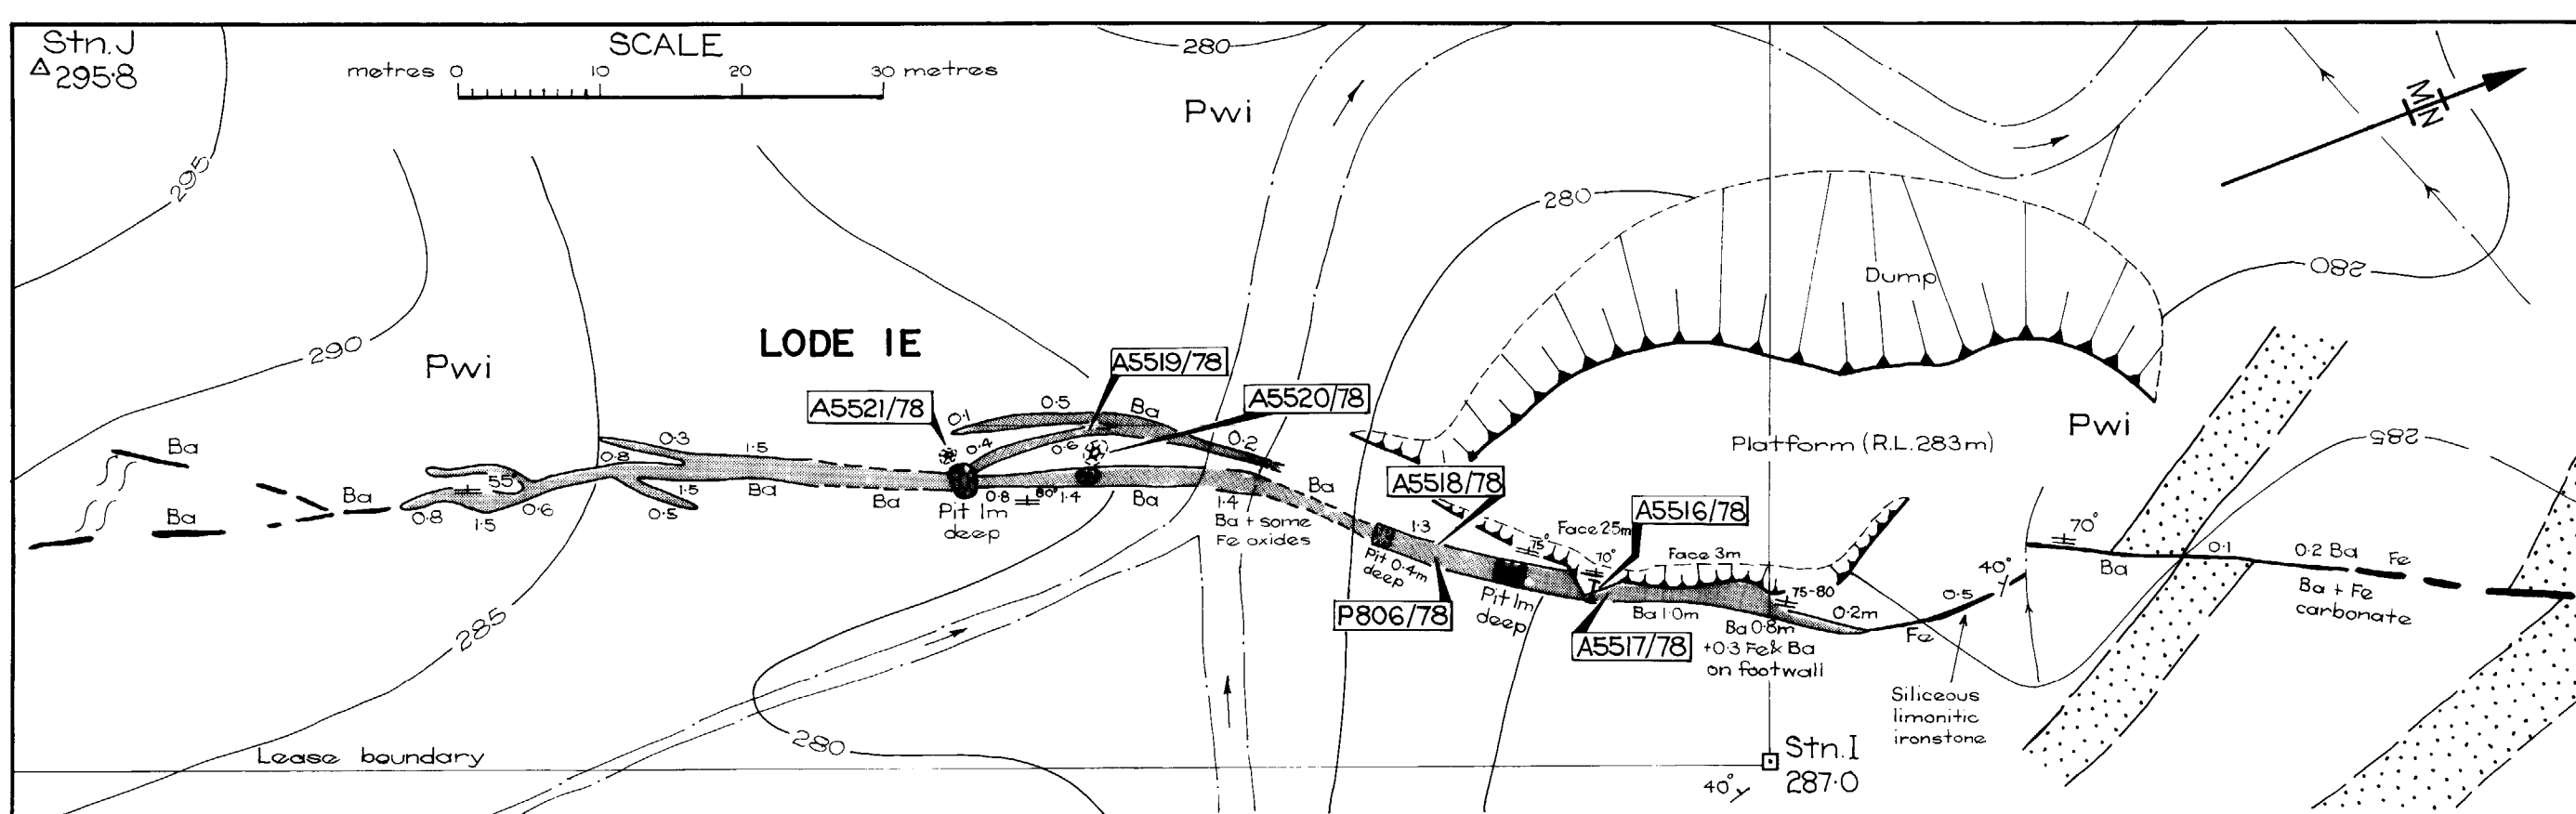 Stn.J
295·8
SCALE
metres 0 10 20 30 metres
280
Pwi
MN
295
280
Dump
280
LODE IE
290
Pwi
A5519/78
A5520/78
A5521/78
0·1
0·5
Ba
0·4
0·6
0·2
Pwi
285
Platform (R.L.283m)
Ba
0·3
1·5
0·8
55
Ba
Ba
Ba
0·8
1·5
0·6
1·5
0·5
Ba
Ba
Pit 1m
deep
0·8
80°
1·4
Ba
1·4
Ba + some
Fe oxides
Ba
A5518/78
1·3
Pit 0·4m
deep
P806/78
Pit 1m
deep
Face 25m
75°
70°
A5516/78
Face 3m
A5517/78
Ba 1·0m
75-80
Ba 0·8m
+0·3 Fe & Ba
on footwall
0·2m
Fe
0·5
40°
Siliceous
limonitic
ironstone
70°
Ba
0·1
0·2 Ba
Fe
Ba + Fe
carbonate
285
280
Lease boundary
Stn.I
287·0
40°